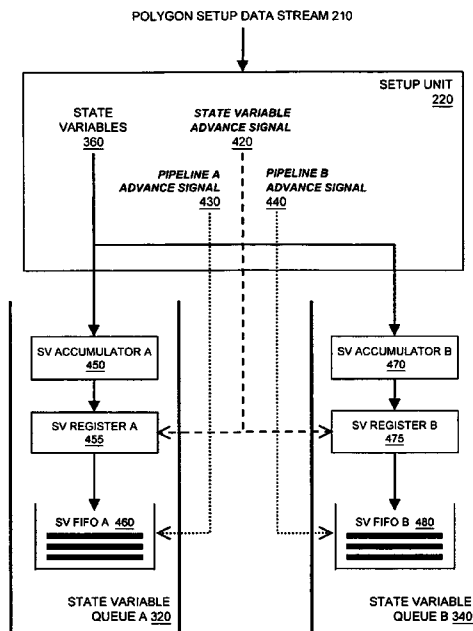 POLYGON SETUP DATA STREAM 210
SETUP UNIT
220
STATE
VARIABLES
360
STATE VARIABLE
ADVANCE SIGNAL
420
PIPELINE A
ADVANCE SIGNAL
430
PIPELINE B
ADVANCE SIGNAL
440
SV ACCUMULATOR A
450
SV ACCUMULATOR B
470
SV REGISTER A
455
SV REGISTER B
475
SV FIFO A 460
SV FIFO B 480
STATE VARIABLE
QUEUE A 320
STATE VARIABLE
QUEUE B 340